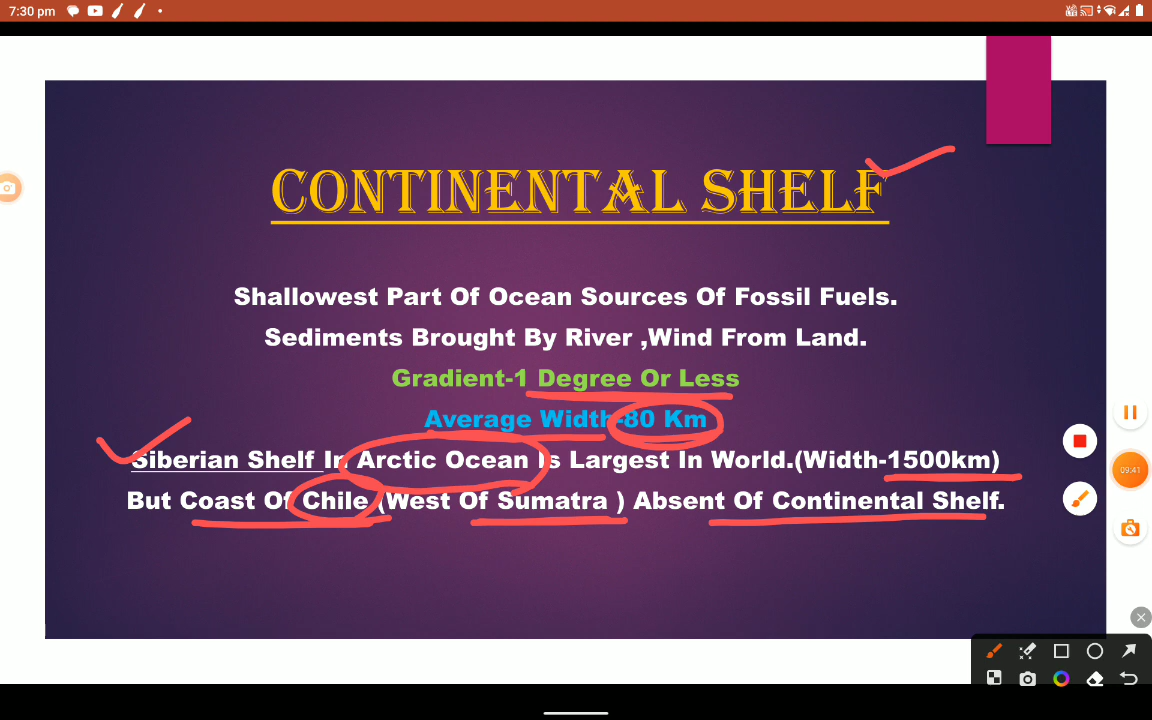 7:30 pm
CONTINENTAL SHELF
Shallowest Part Of Ocean Sources Of Fossil Fuels.
Sediments Brought By River ,Wind From Land.
Gradient-1 Degree Or Less
Average Width-80 Km
Siberian Shelf In Arctic Ocean Is Largest In World.(Width-1500km)
But Coast Of Chile (West Of Sumatra ) Absent Of Continental Shelf.
09:41